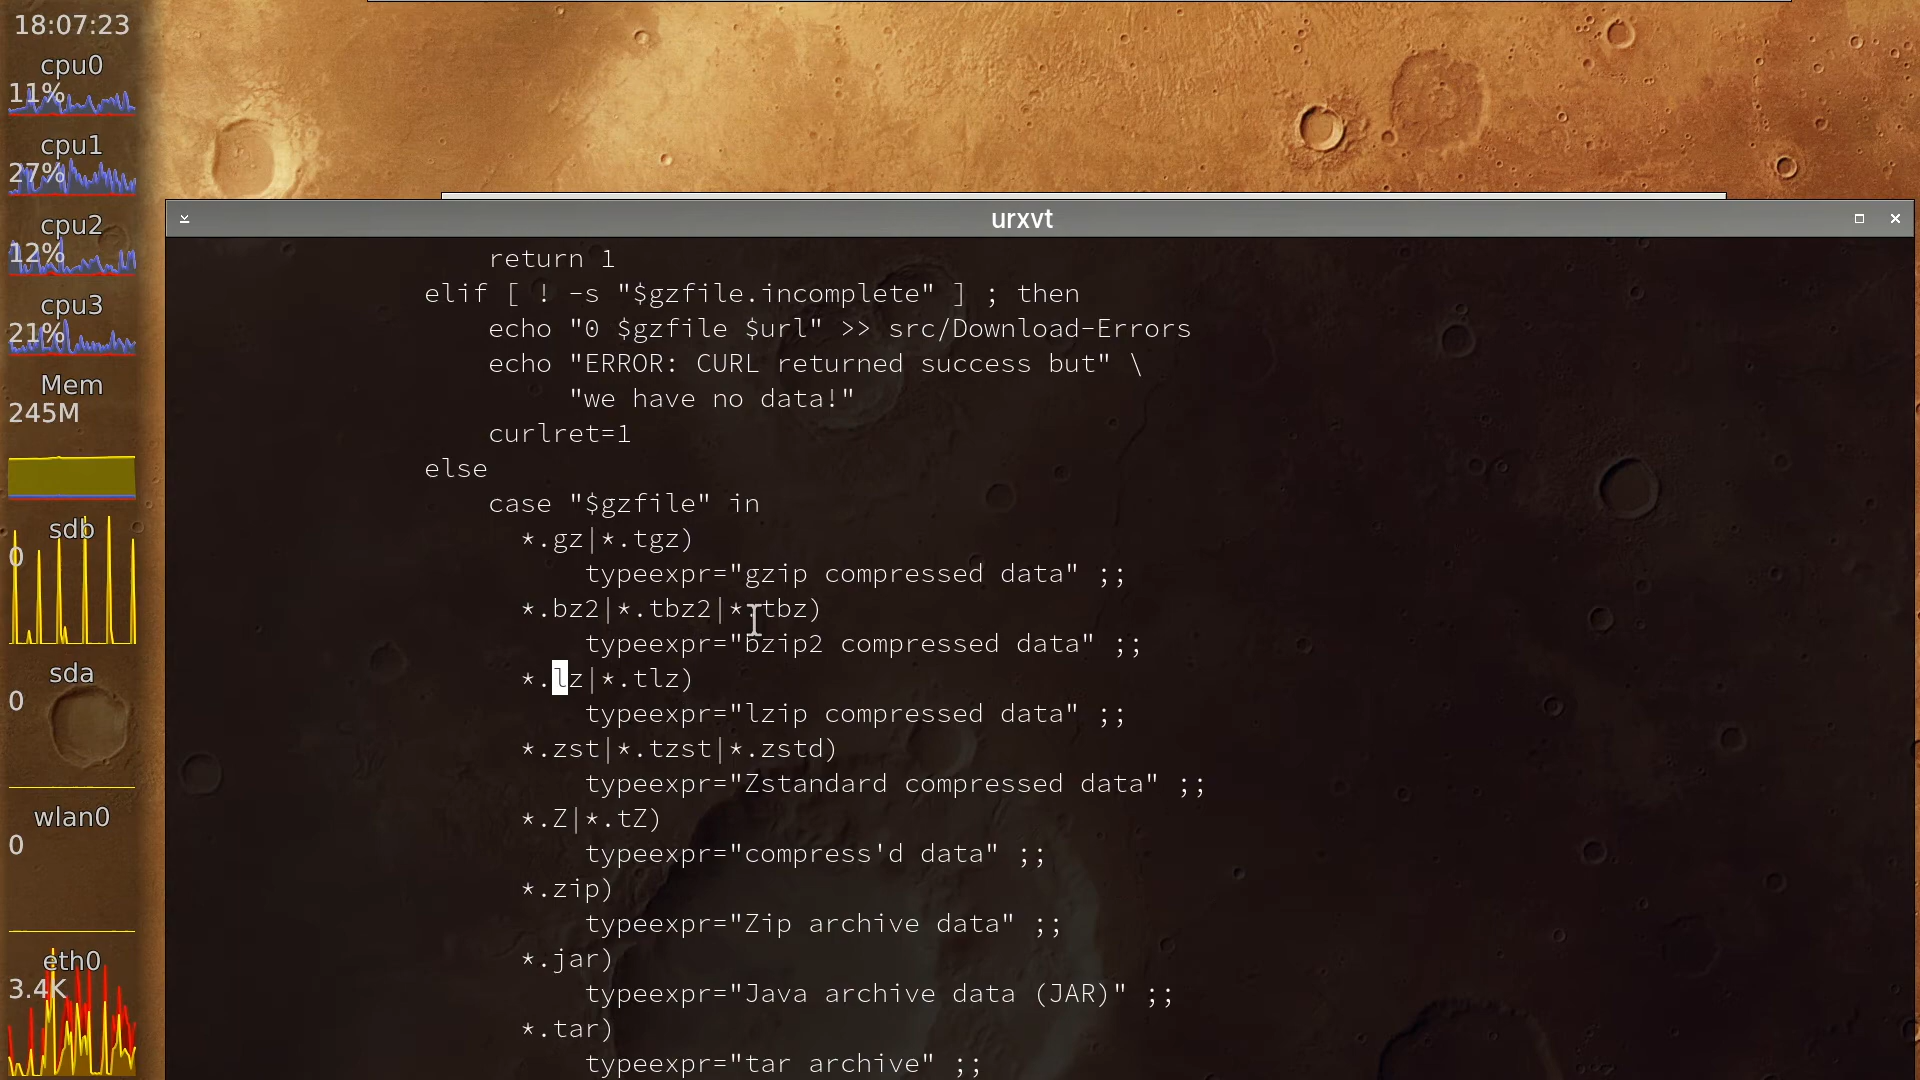 18:07:23
cpu0
11%
cpu1
27%
cpu2
12%
cpu3
21%
Mem
245M
sdb
0
sda
0
wlan0
0
eth0
3.4K
urxvt
return 1
elif [ ! -s "$gzfile.incomplete" ] ; then
echo "0 $gzfile $url" >> src/Download-Errors
echo "ERROR: CURL returned success but" \
"we have no data!"
curlret=1
else
case "$gzfile" in
*.gz|*.tgz)
typeexpr="gzip compressed data" ;;
*.bz2|*.tbz2|*.tbz)
typeexpr="bzip2 compressed data" ;;
*.lz|*.tlz)
typeexpr="lzip compressed data" ;;
*.zst|*.tzst|*.zstd)
typeexpr="Zstandard compressed data" ;;
*.Z|*.tZ)
typeexpr="compress'd data" ;;
*.zip)
typeexpr="Zip archive data" ;;
*.jar)
typeexpr="Java archive data (JAR)" ;;
*.tar)
typeexpr="tar archive" ;;